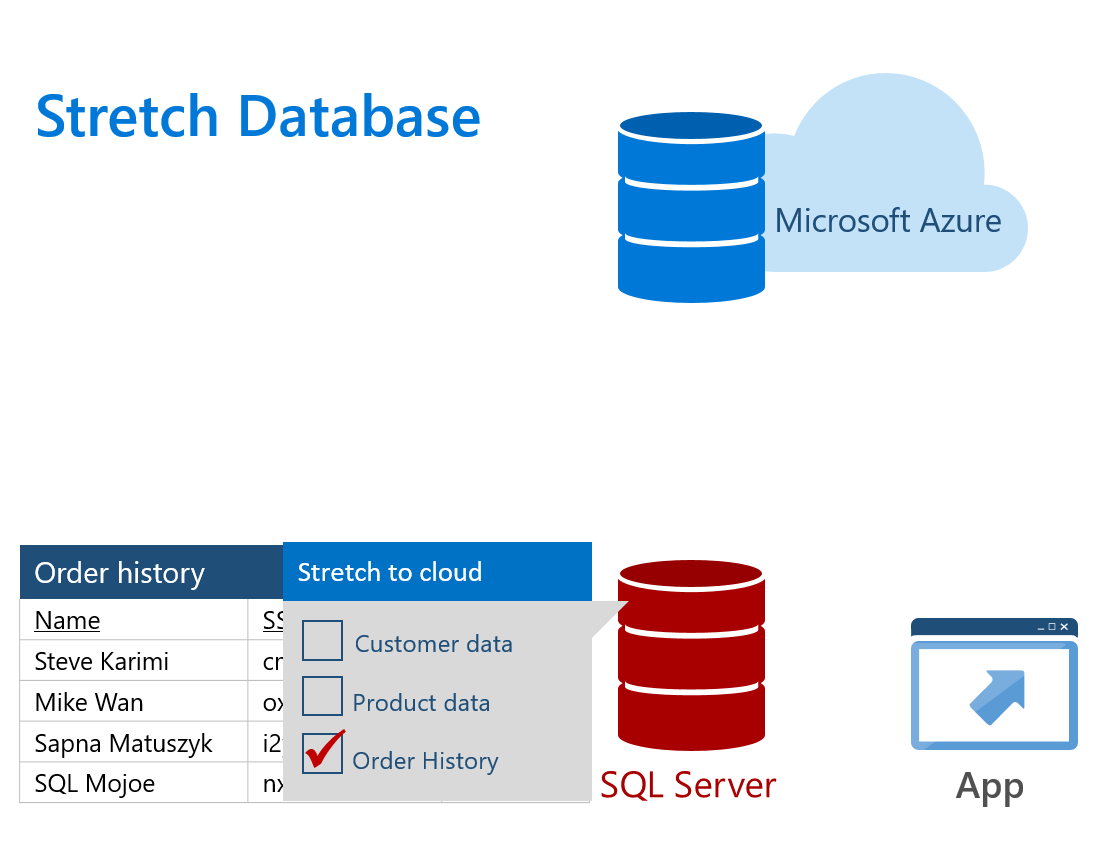 Stretch Database
Microsoft Azure
Order history
Name
Steve Karimi
Mike Wan
Sapna Matuszyk
SQL Mojoe
Stretch to cloud
Customer data
Product data
Order History
SQL Server
App